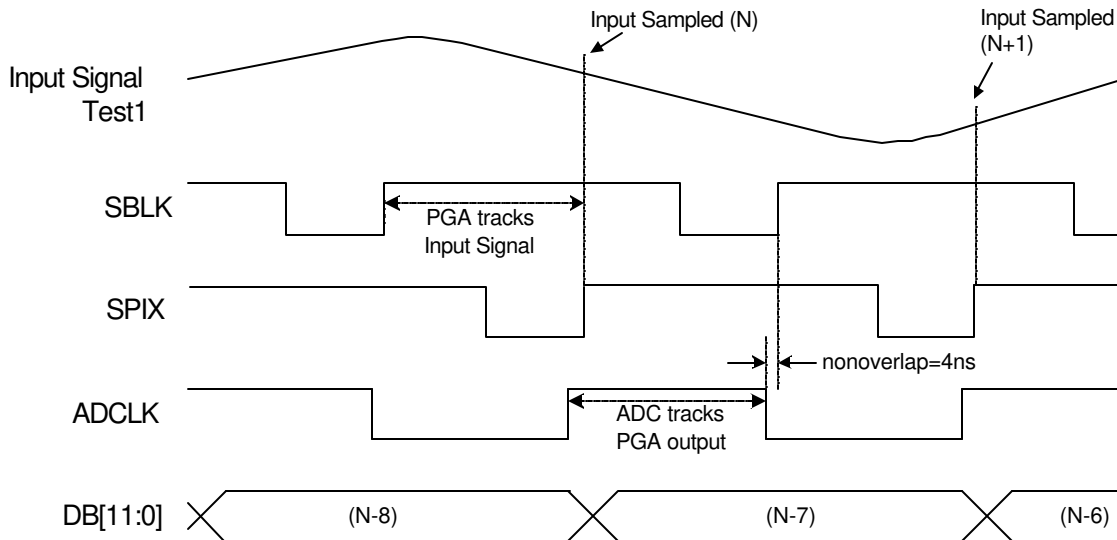 Input Sampled (N)
Input Sampled
(N+1)
Input Signal
Test1
SBLK
PGA tracks
Input Signal
SPIX
nonoverlap=4ns
ADCLK
ADC tracks
PGA output
DB[11:0]
(N-8)
(N-7)
(N-6)